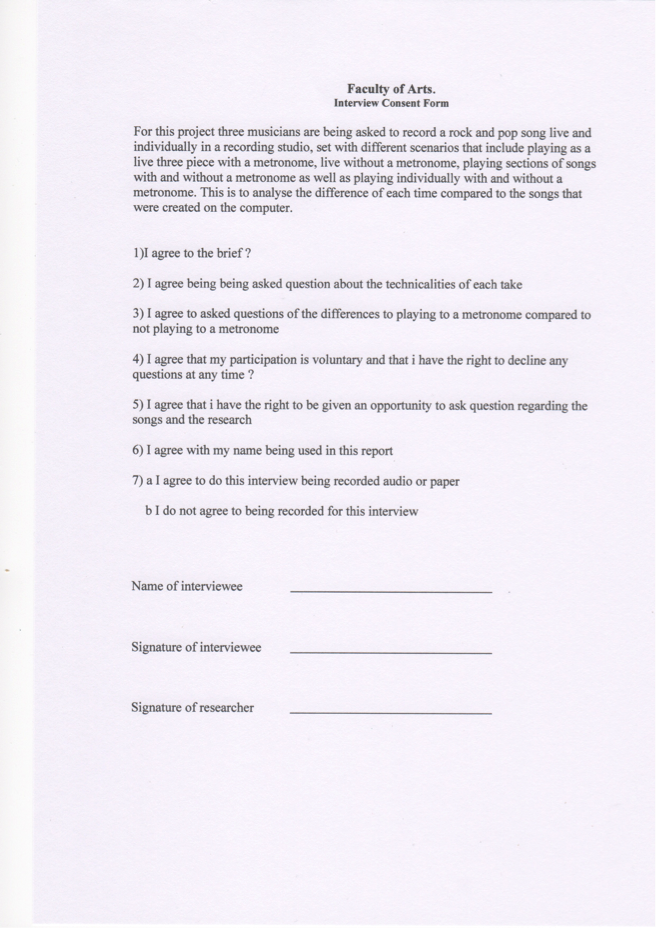 Faculty of Arts.
Interview Consent Form
For this project three musicians are being asked to record a rock and pop song live and
individually in a recording studio, set with different scenarios that include playing as a
live three piece with a metronome, live without a metronome, playing sections of songs
with and without a metronome as well as playing individually with and without a
metronome. This is to analyse the difference of each time compared to the songs that
were created on the computer.
1)I agree to the brief ?
2) I agree being being asked question about the technicalities of each take
3) I agree to asked questions of the differences to playing to a metronome compared to
not playing to a metronome
4) I agree that my participation is voluntary and that i have the right to decline any
questions at any time ?
5) I agree that i have the right to be given an opportunity to ask question regarding the
songs and the research
6) I agree with my name being used in this report
7) a I agree to do this interview being recorded audio or paper
b I do not agree to being recorded for this interview
Name of interviewee
Signature of interviewee
Signature of researcher